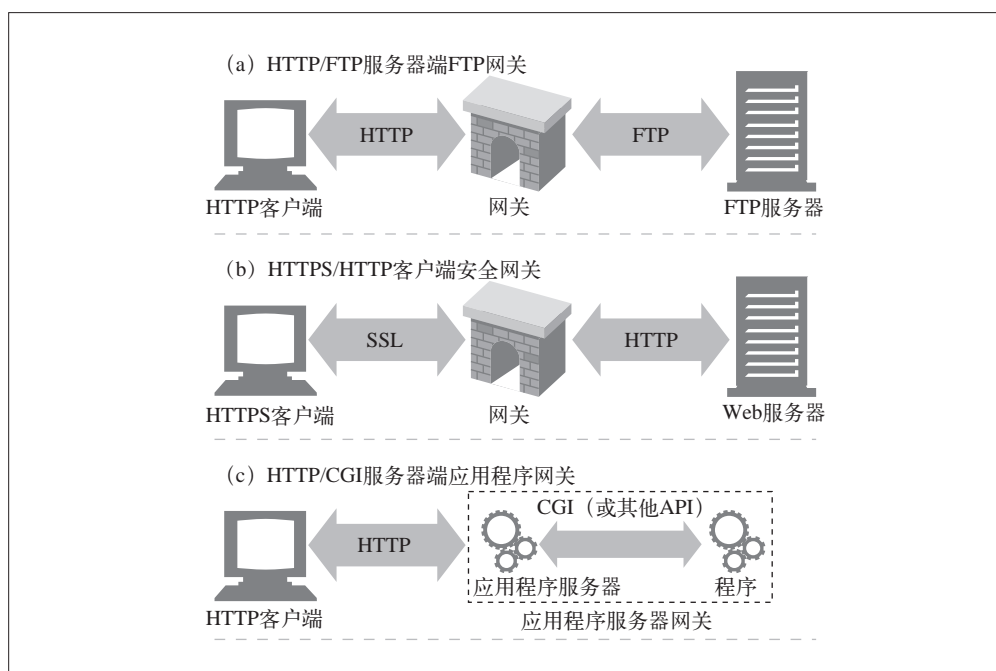 (a) HTTP/FTP服务器端FTP网关
HTTP
FTP
HTTP客户端
网关
FTP服务器
(b) HTTPS/HTTP客户端安全网关
SSL
HTTP
HTTPS客户端
网关
Web服务器
(c) HTTP/CGI服务器端应用程序网关
CGI（或其他API）
HTTP
应用程序服务器
程序
HTTP客户端
应用程序服务器网关